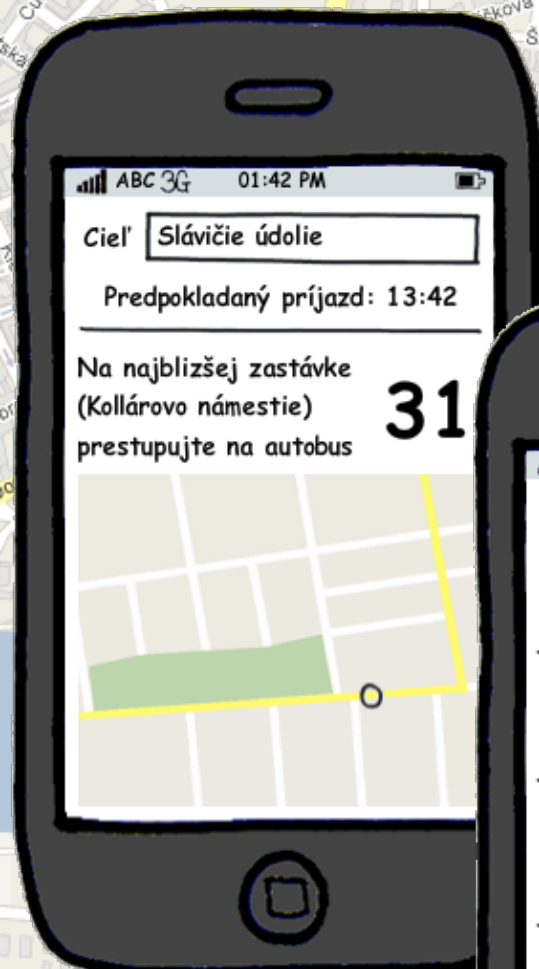 ABC 3G 01:42 PM
Cieľ Slávičie údolie
Predpokladaný príjazd: 13:42
Na najbližšej zastávke
(Kollárovo námestie)
prestupujte na autobus
31